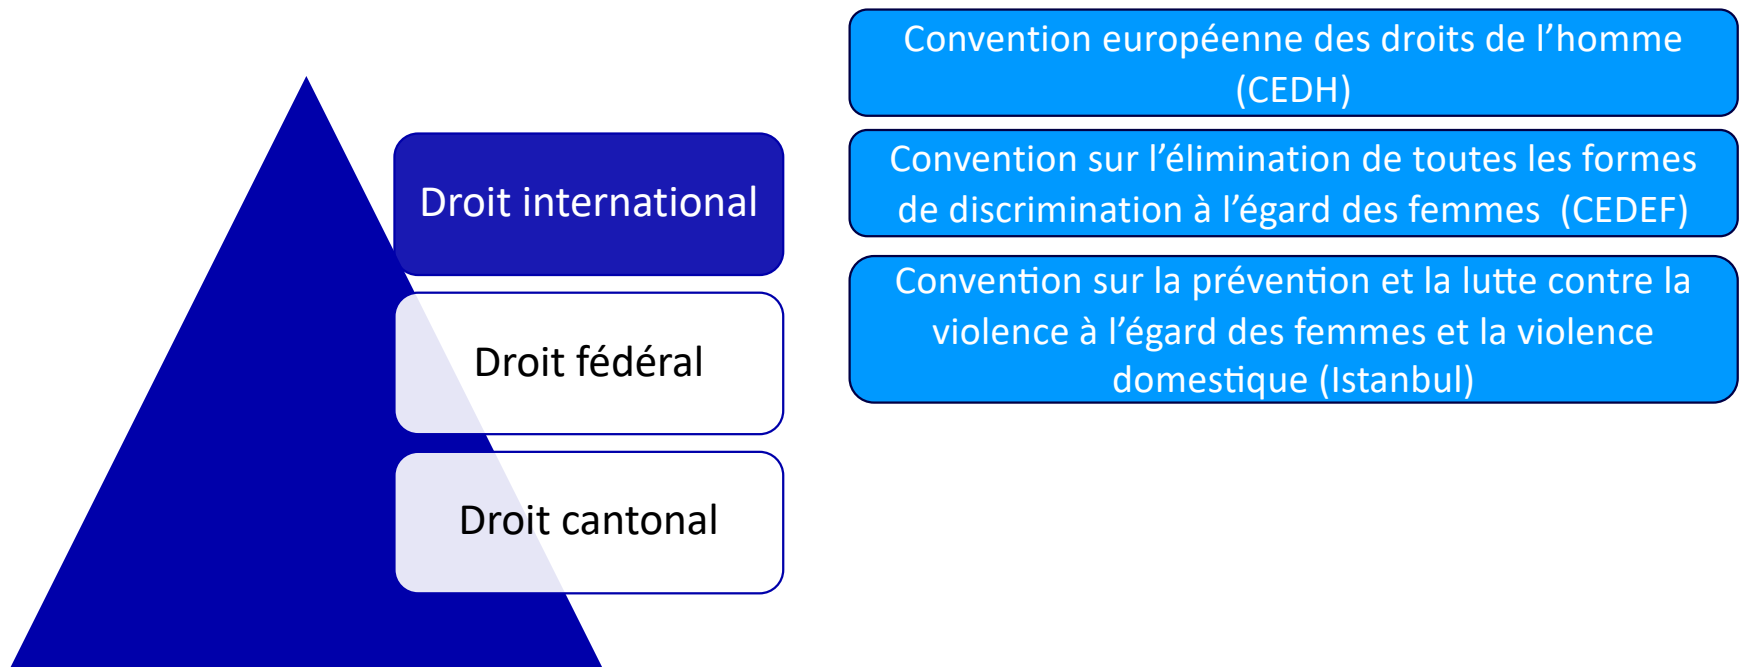 Droit international
Droit fédéral
Droit cantonal
Convention européenne des droits de l’homme
(CEDH)
Convention sur l’élimination de toutes les formes
de discrimination à l’égard des femmes  (CEDEF)
Convention sur la prévention et la lutte contre la
violence à l’égard des femmes et la violence
domestique (Istanbul)